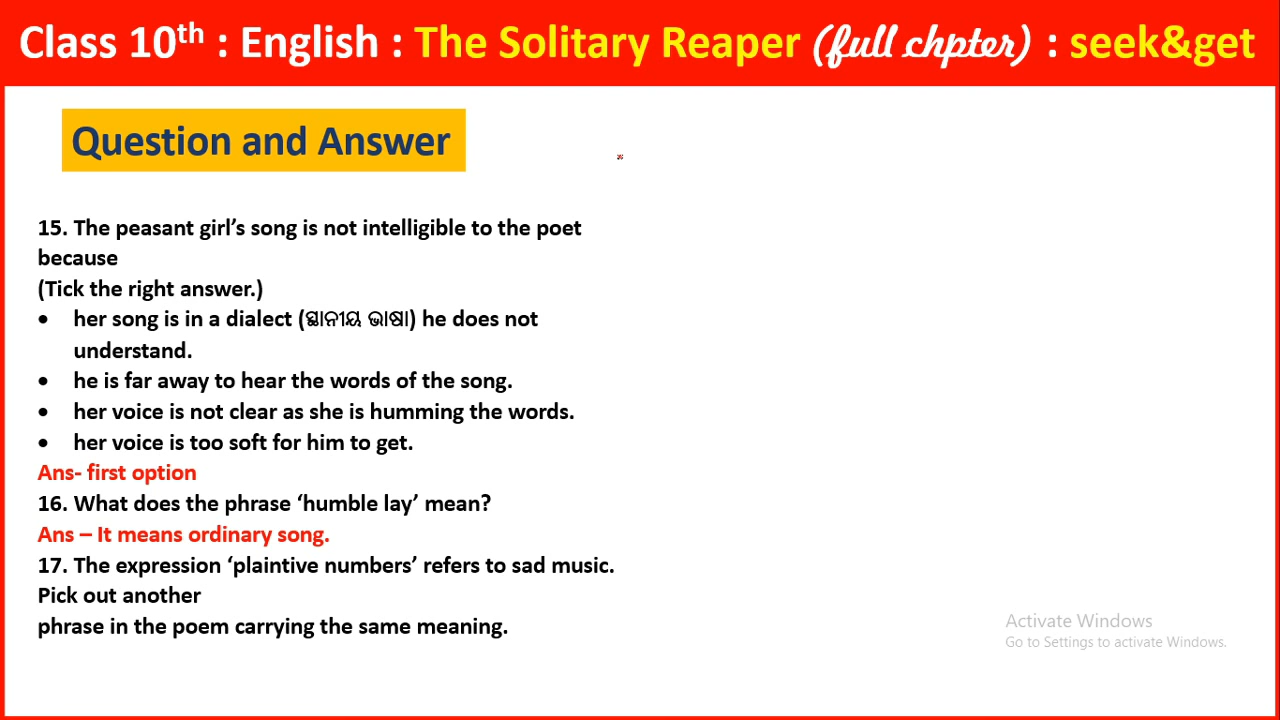 Class 10th : English : The Solitary Reaper (full chpter) : seek&get
Question and Answer
15. The peasant girl’s song is not intelligible to the poet
because
(Tick the right answer.)
• her song is in a dialect (ସ୍ଥାନୀୟ ଭାଷା) he does not
understand.
• he is far away to hear the words of the song.
• her voice is not clear as she is humming the words.
• her voice is too soft for him to get.
Ans- first option
16. What does the phrase ‘humble lay’ mean?
Ans – It means ordinary song.
17. The expression ‘plaintive numbers’ refers to sad music.
Pick out another
phrase in the poem carrying the same meaning.
Activate Windows
Go to Settings to activate Windows.